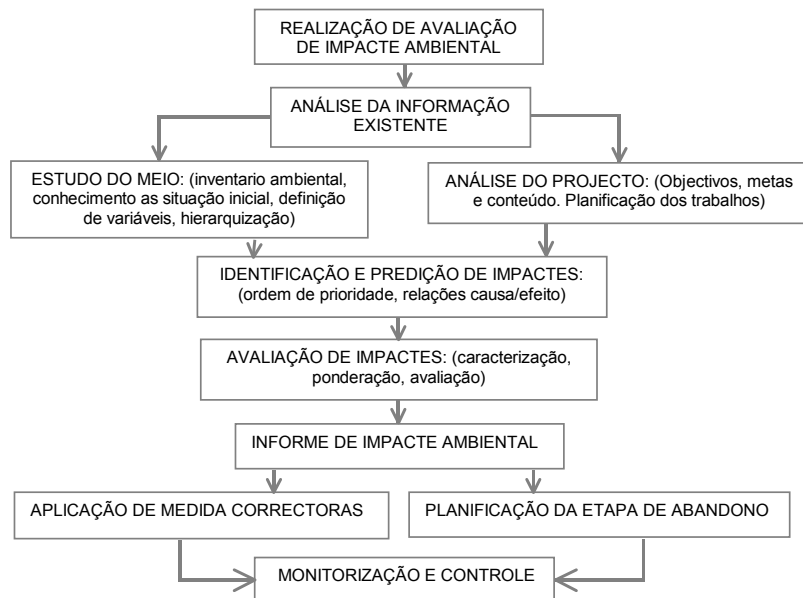 REALIZAÇÃO DE AVALIAÇÃO
DE IMPACTE AMBIENTAL
ANÁLISE DA INFORMAÇÃO
EXISTENTE
ESTUDO DO MEIO: (inventario ambiental,
conhecimento as situação inicial, definição
de variáveis, hierarquização)
ANÁLISE DO PROJECTO: (Objectivos, metas
e conteúdo. Planificação dos trabalhos)
IDENTIFICAÇÃO E PREDIÇÃO DE IMPACTES:
(ordem de prioridade, relações causa/efeito)
AVALIAÇÃO DE IMPACTES: (caracterização,
ponderação, avaliação)
INFORME DE IMPACTE AMBIENTAL
APLICAÇÃO DE MEDIDA CORRECTORAS
PLANIFICAÇÃO DA ETAPA DE ABANDONO
MONITORIZAÇÃO E CONTROLE